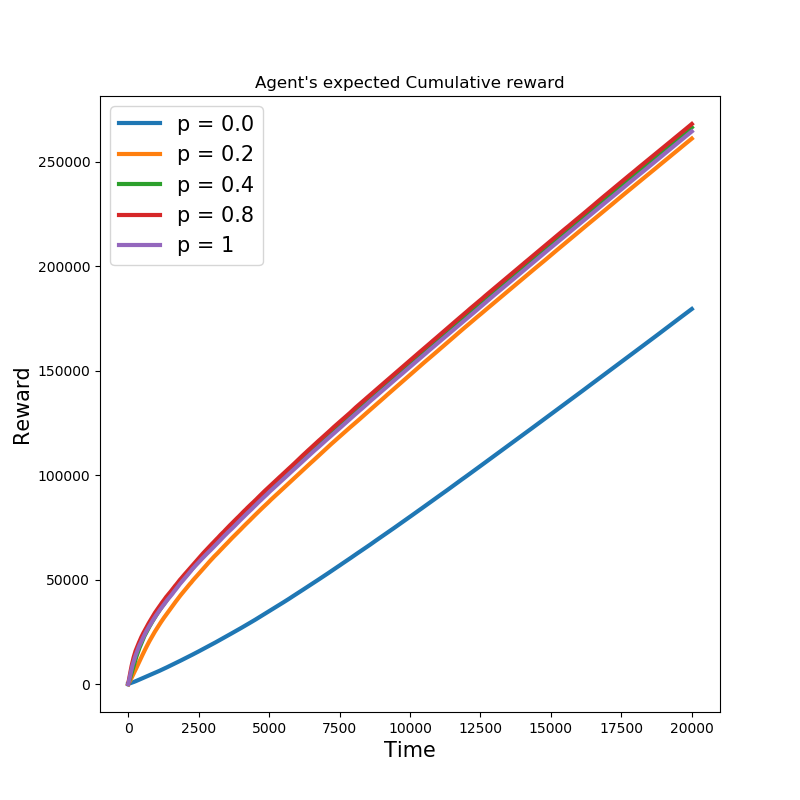 Agent's expected Cumulative reward
p = 0.0
p = 0.2
p = 0.4
p = 0.8
p = 1
Reward
250000
200000
150000
100000
50000
0
0 2500 5000 7500 10000 12500 15000 17500 20000
Time